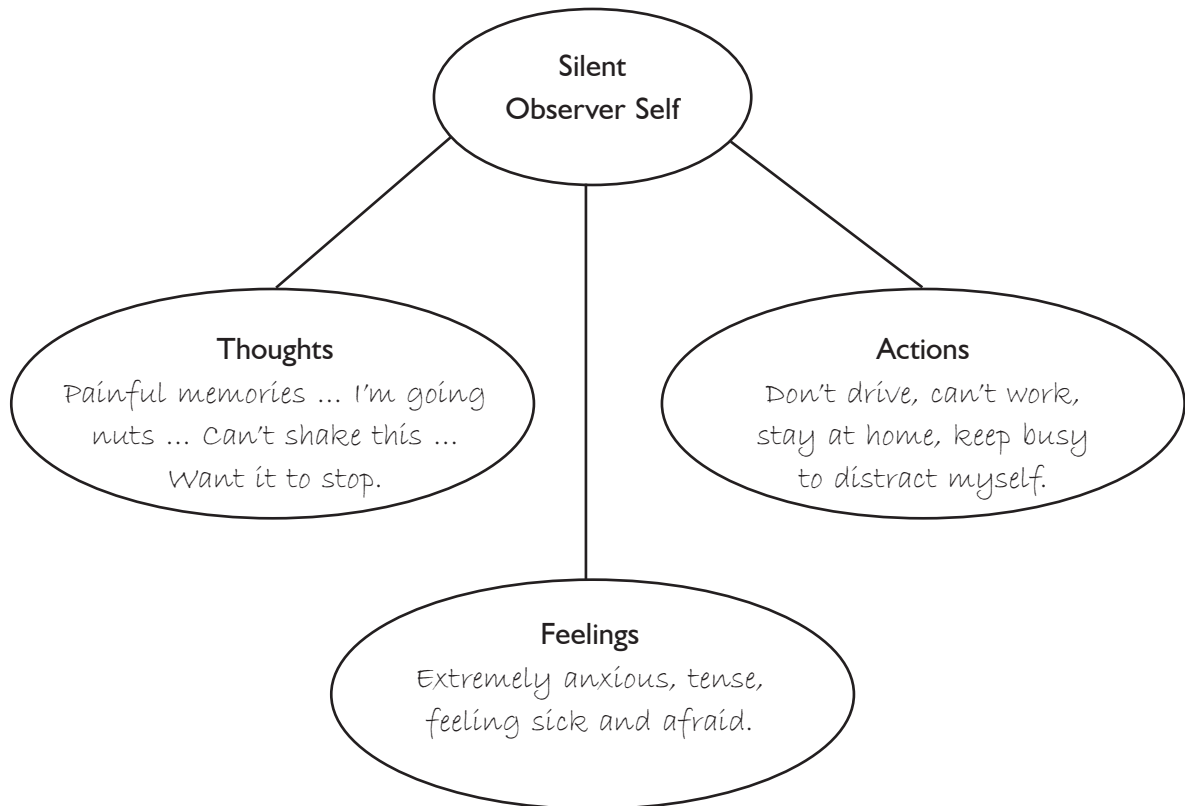 Silent
Observer Self
Thoughts
Painful memories ... I'm going
nuts ... Can't shake this ...
Want it to stop.
Actions
Don't drive, can't work,
stay at home, keep busy
to distract myself.
Feelings
Extremely anxious, tense,
feeling sick and afraid.